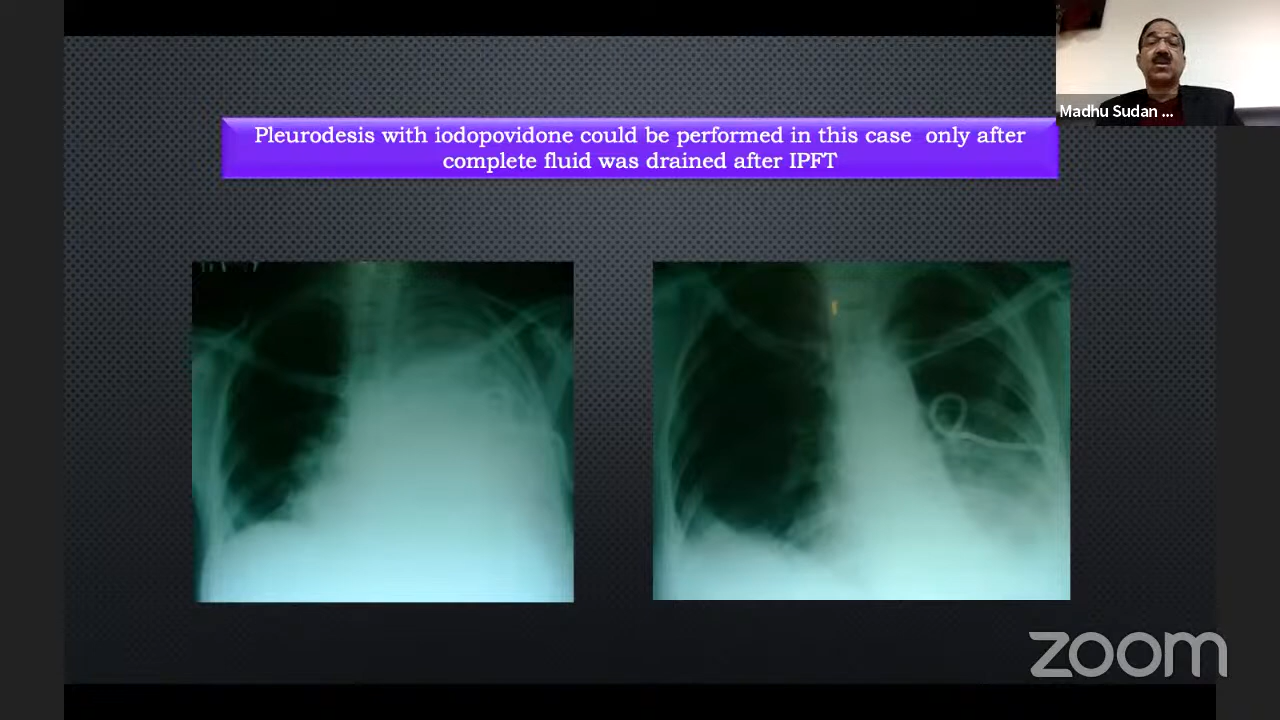 Madhu Sudan ...
Pleurodesis with iodopovidone could be performed in this case only after
complete fluid was drained after IPFT
zoom